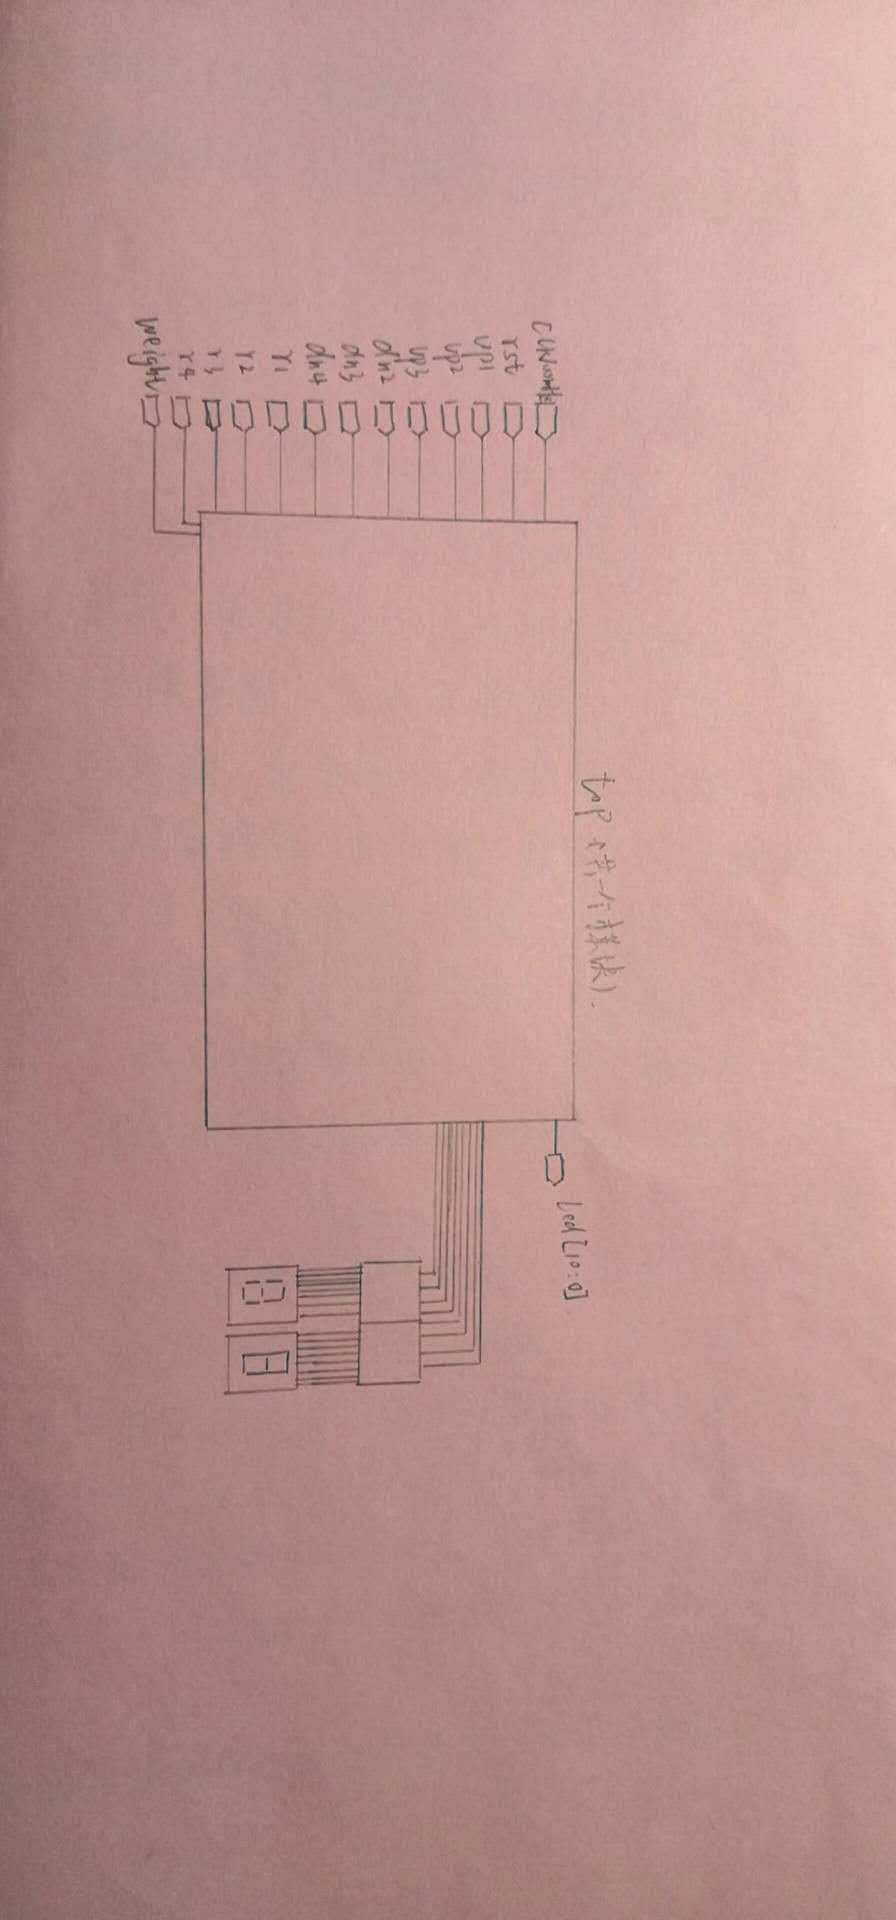 rst
up1
up2
up3
dn2
dn3
dn4
r1
r2
r3
r4
weight
top
Led[10:0]